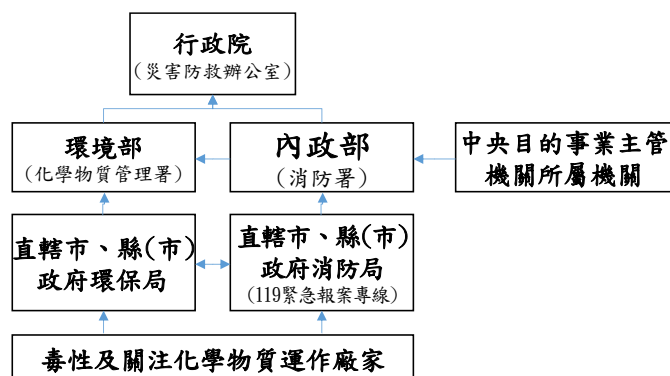 行政院
(災害防救辦公室)
環境部
(化學物質管理署)
內政部
(消防署)
中央目的事業主管
機關所屬機關
直轄市、縣(市)
政府環保局
直轄市、縣(市)
政府消防局
(119緊急報案專線)
毒性及關注化學物質運作廠家